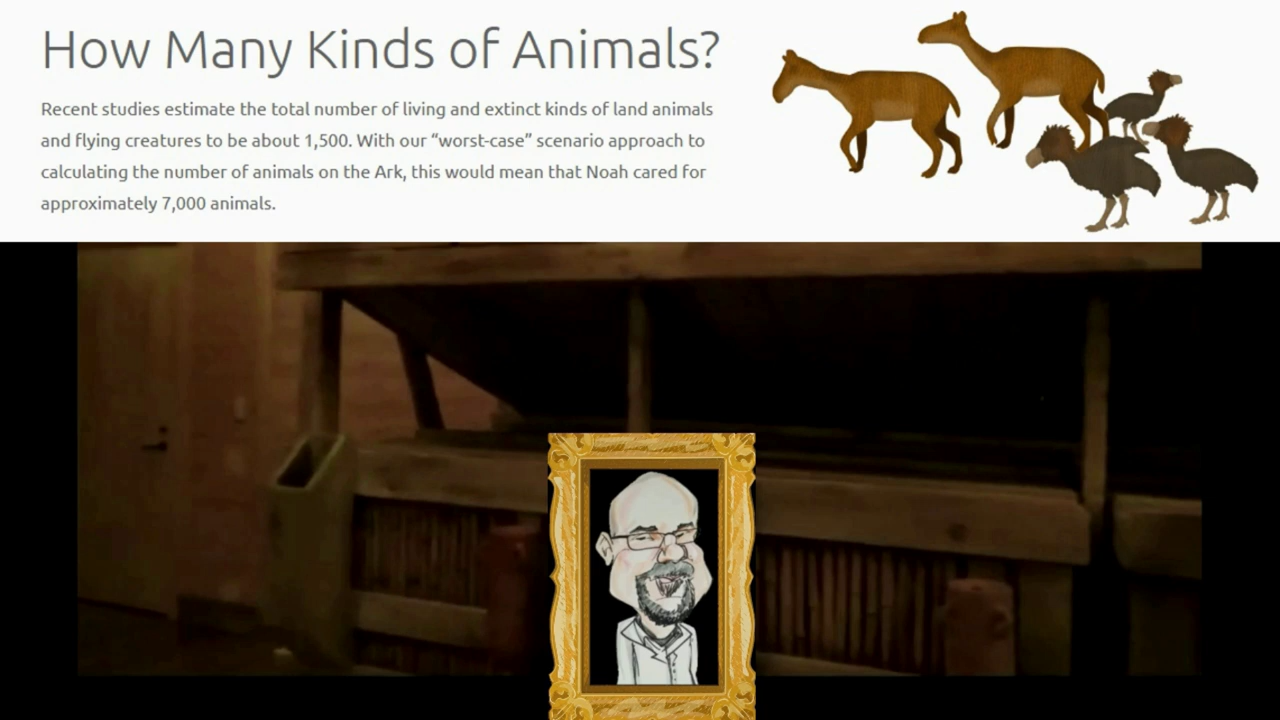 How Many Kinds of Animals?
Recent studies estimate the total number of living and extinct kinds of land animals
and flying creatures to be about 1,500. With our “worst-case” scenario approach to
calculating the number of animals on the Ark, this would mean that Noah cared for
approximately 7,000 animals.